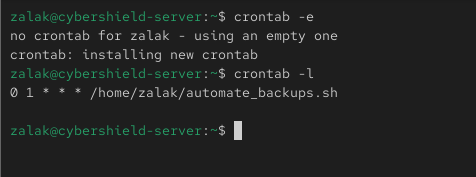 zalak@cybershield-server:~$ crontab -e
no crontab for zalak - using an empty one
crontab: installing new crontab
zalak@cybershield-server:~$ crontab -l
0 1 * * * /home/zalak/automate_backups.sh
zalak@cybershield-server:~$